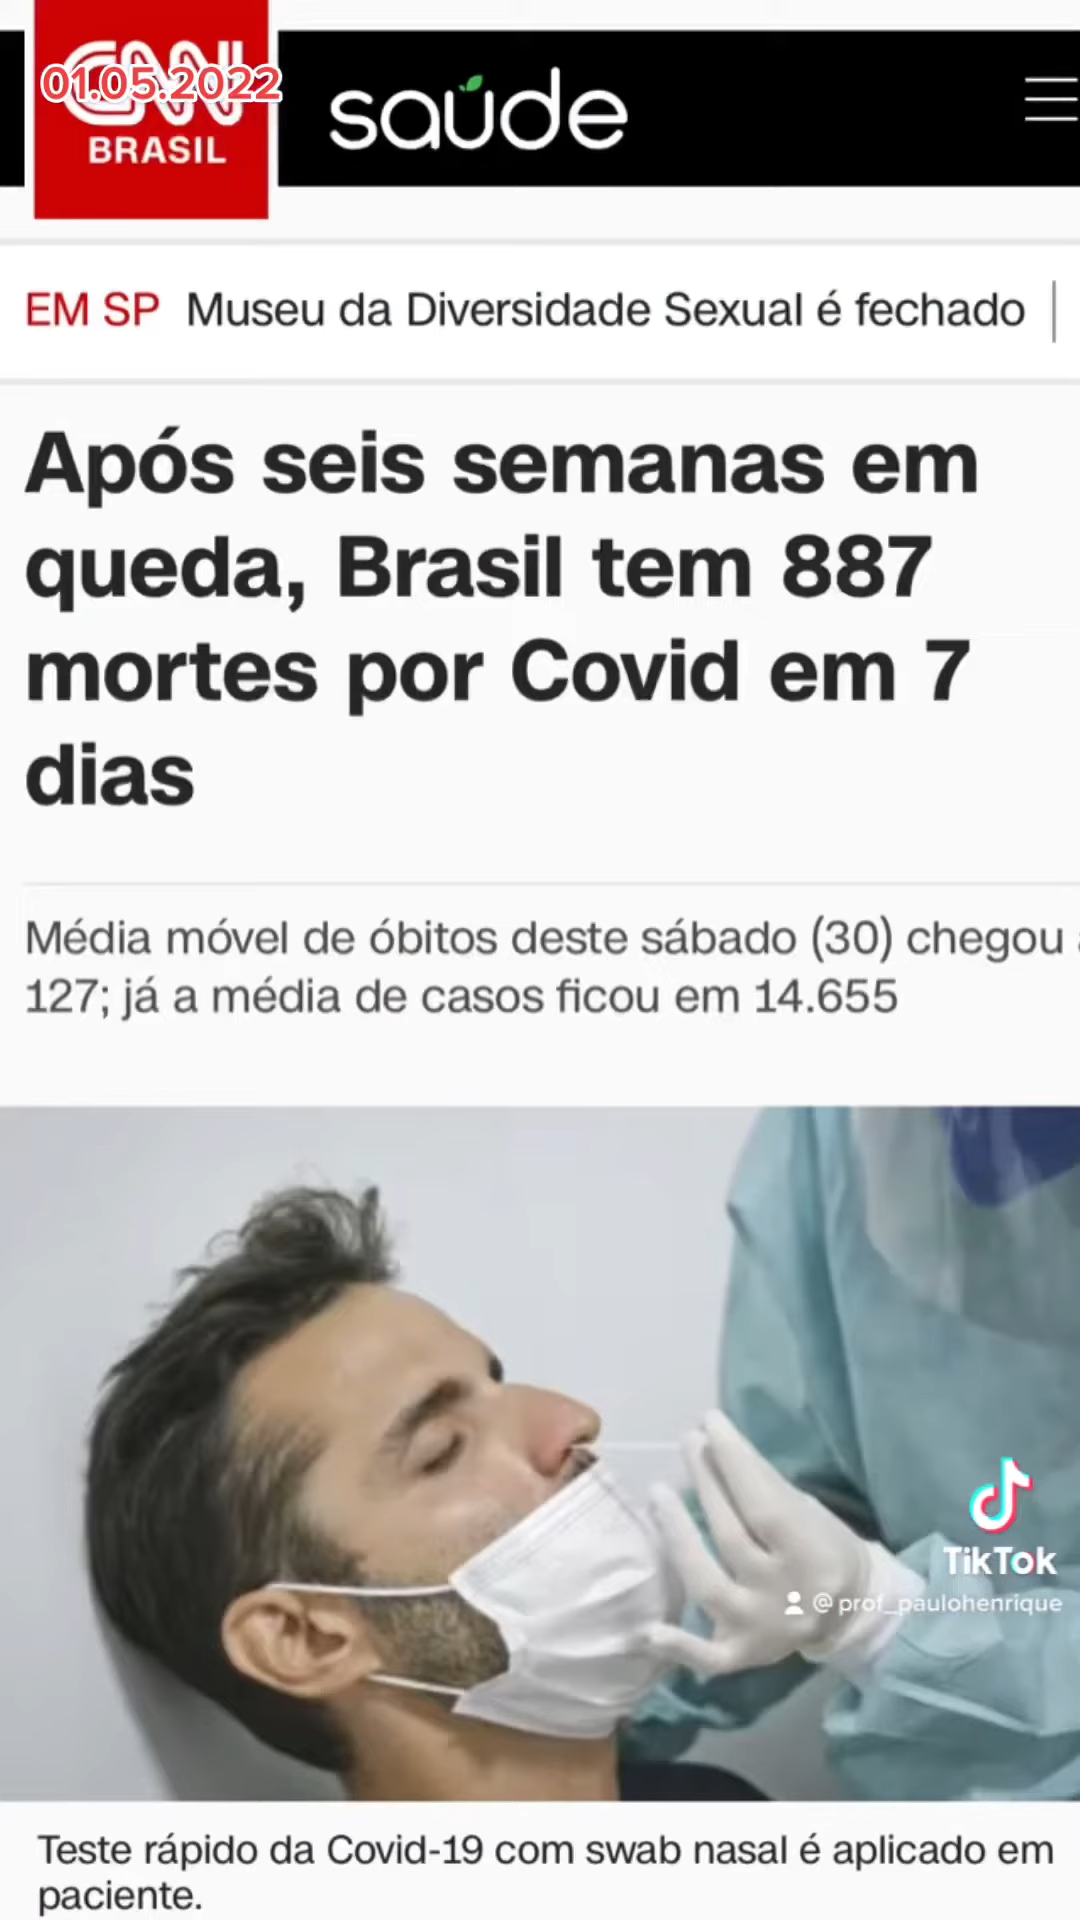 01.05.2022
CNN
BRASIL
saúde
EM SP Museu da Diversidade Sexual é fechado
Após seis semanas em
queda, Brasil tem 887
mortes por Covid em 7
dias
Média móvel de óbitos deste sábado (30) chegou
127; já a média de casos ficou em 14.655
TikTok
@prof_paulohenrique
Teste rápido da Covid-19 com swab nasal é aplicado em
paciente.